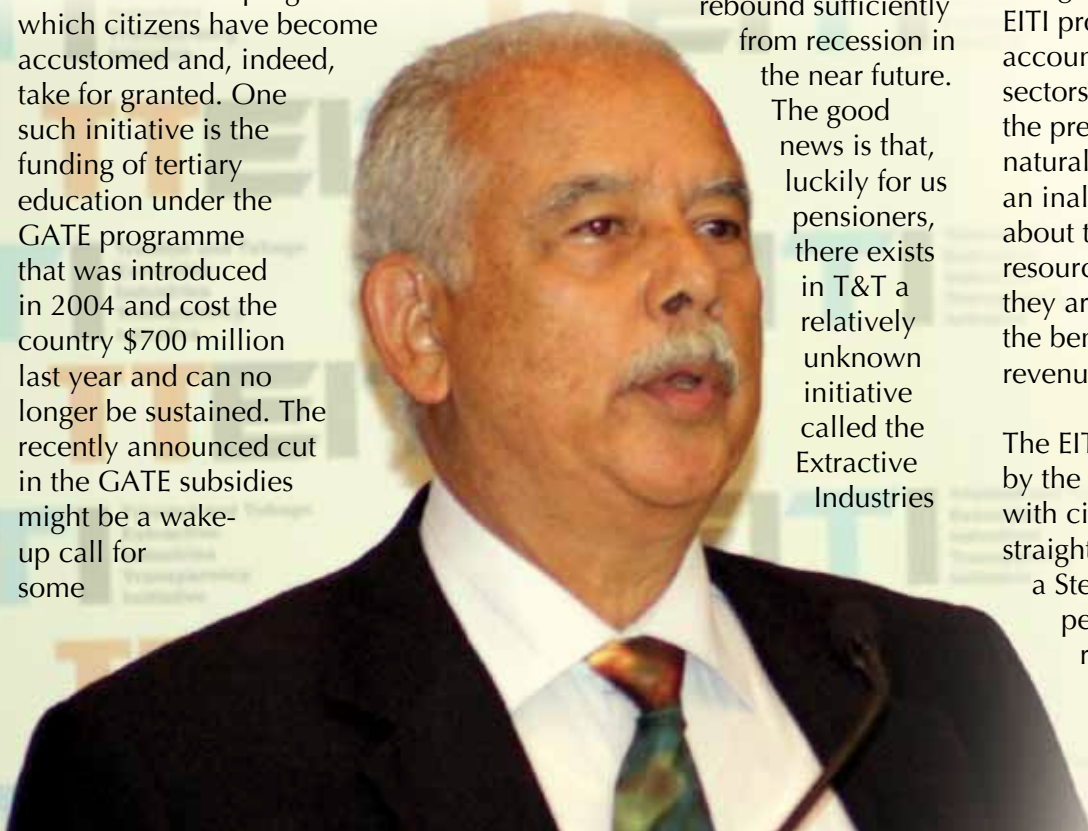 which citizens have become
accustomed and, indeed,
take for granted. One
such initiative is the
funding of tertiary
education under the
GATE programme
that was introduced
in 2004 and cost the
country $700 million
last year and can no
longer be sustained. The
recently announced cut
in the GATE subsidies
might be a wake-
up call for
some
rebound sufficiently
from recession in
the near future.
The good
news is that,
luckily for us
pensioners,
there exists
in T&T a
relatively
unknown
initiative
called the
Extractive
Industries
EITI
accoun
sectors
the pre
natural
an inal
about t
resourc
they ar
the ben
revenu
The EIT
by the
with ci
straight
a Ste
pe
r
TTEITI